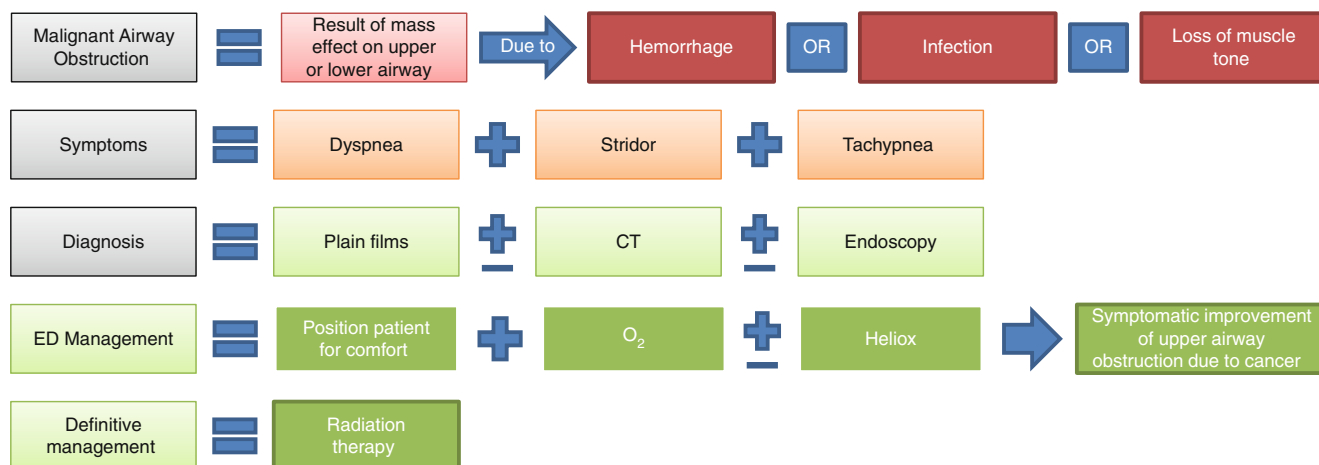 Malignant Airway
Obstruction
Result of mass
effect on upper
or lower airway
Due to
Hemorrhage
OR
Infection
OR
Loss of muscle
tone
Symptoms
Dyspnea
Stridor
Tachypnea
Diagnosis
Plain films
CT
Endoscopy
ED Management
Position patient
for comfort
O₂
Heliox
Symptomatic improvement
of upper airway
obstruction due to cancer
Definitive
management
Radiation
therapy